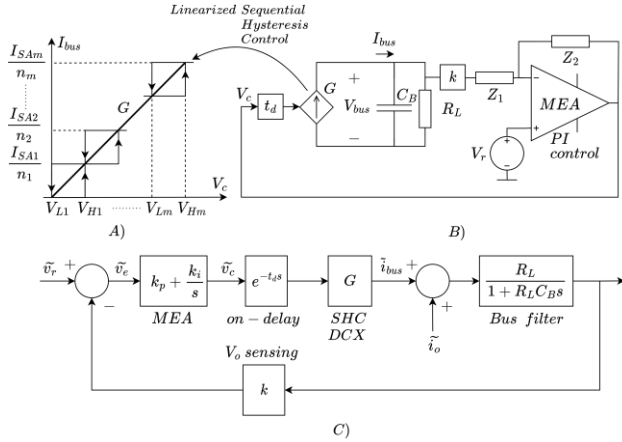 Linearized Sequential
Hysteresis
Control
I_bus
I_SAm
n_m
I_SA2
n_2
I_SA1
n_1
G
V_c
V_L1 V_H1 ........ V_Lm V_Hm
A)
V_c
t_d
G
I_bus
+
V_bus
−
C_B
R_L
k
Z_1
Z_2
−
MEA
+
V_r
+
−
PI
control
B)
ṽ_r
+
−
ṽ_e
k_p + k_i/s
MEA
ṽ_c
e^{-t_d s}
on − delay
G
SHC
DCX
ĩ_bus
+
+
ĩ_o
R_L
1 + R_L C_B s
Bus filter
V_o sensing
k
C)